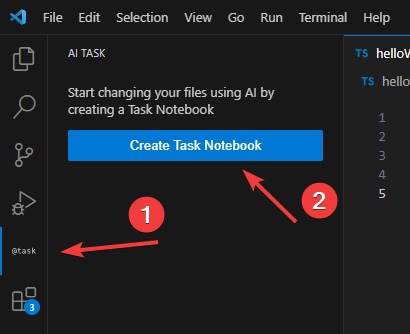 File Edit Selection View Go Run Terminal Help
AI TASK
Start changing your files using AI by
creating a Task Notebook
Create Task Notebook
1
2
@task
3
TS helloW
TS hello
1
2
3
4
5